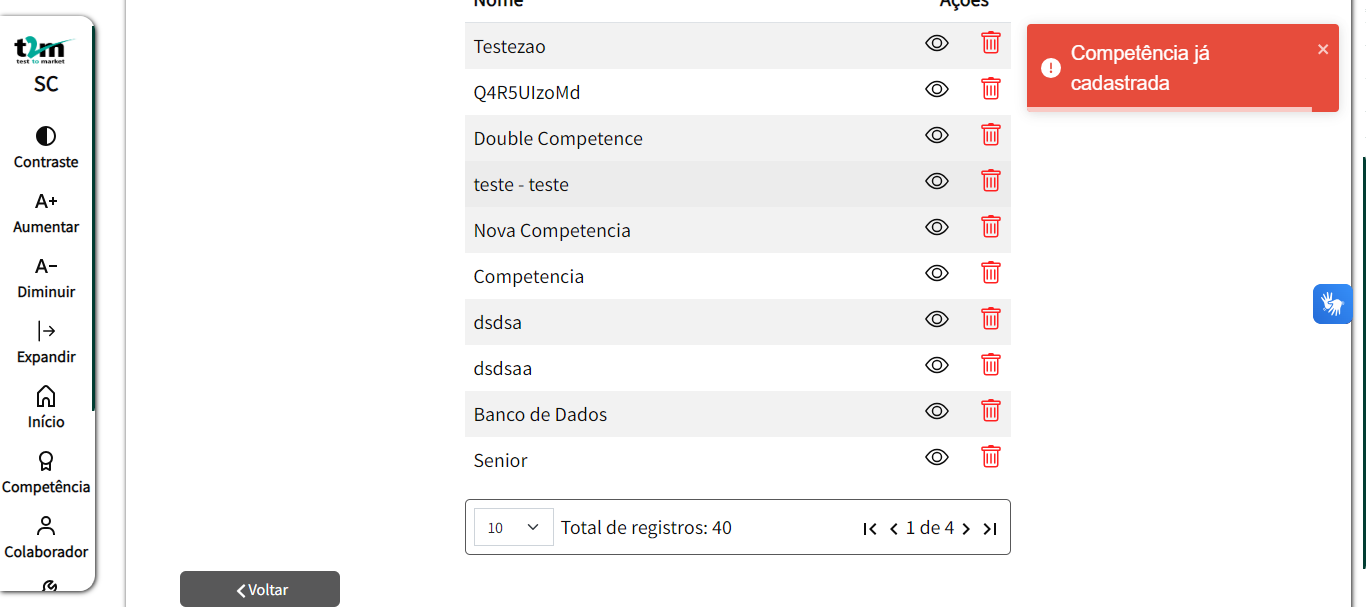 t2m
test to market
SC
Contraste
A+
Aumentar
A−
Diminuir
Expandir
Início
Competência
Colaborador
Nome Ações
Testezao
Q4R5UIzoMd
Double Competence
teste - teste
Nova Competencia
Competencia
dsdsa
dsdsaa
Banco de Dados
Senior
10 Total de registros: 40 1 de 4
Voltar
Competência já
cadastrada